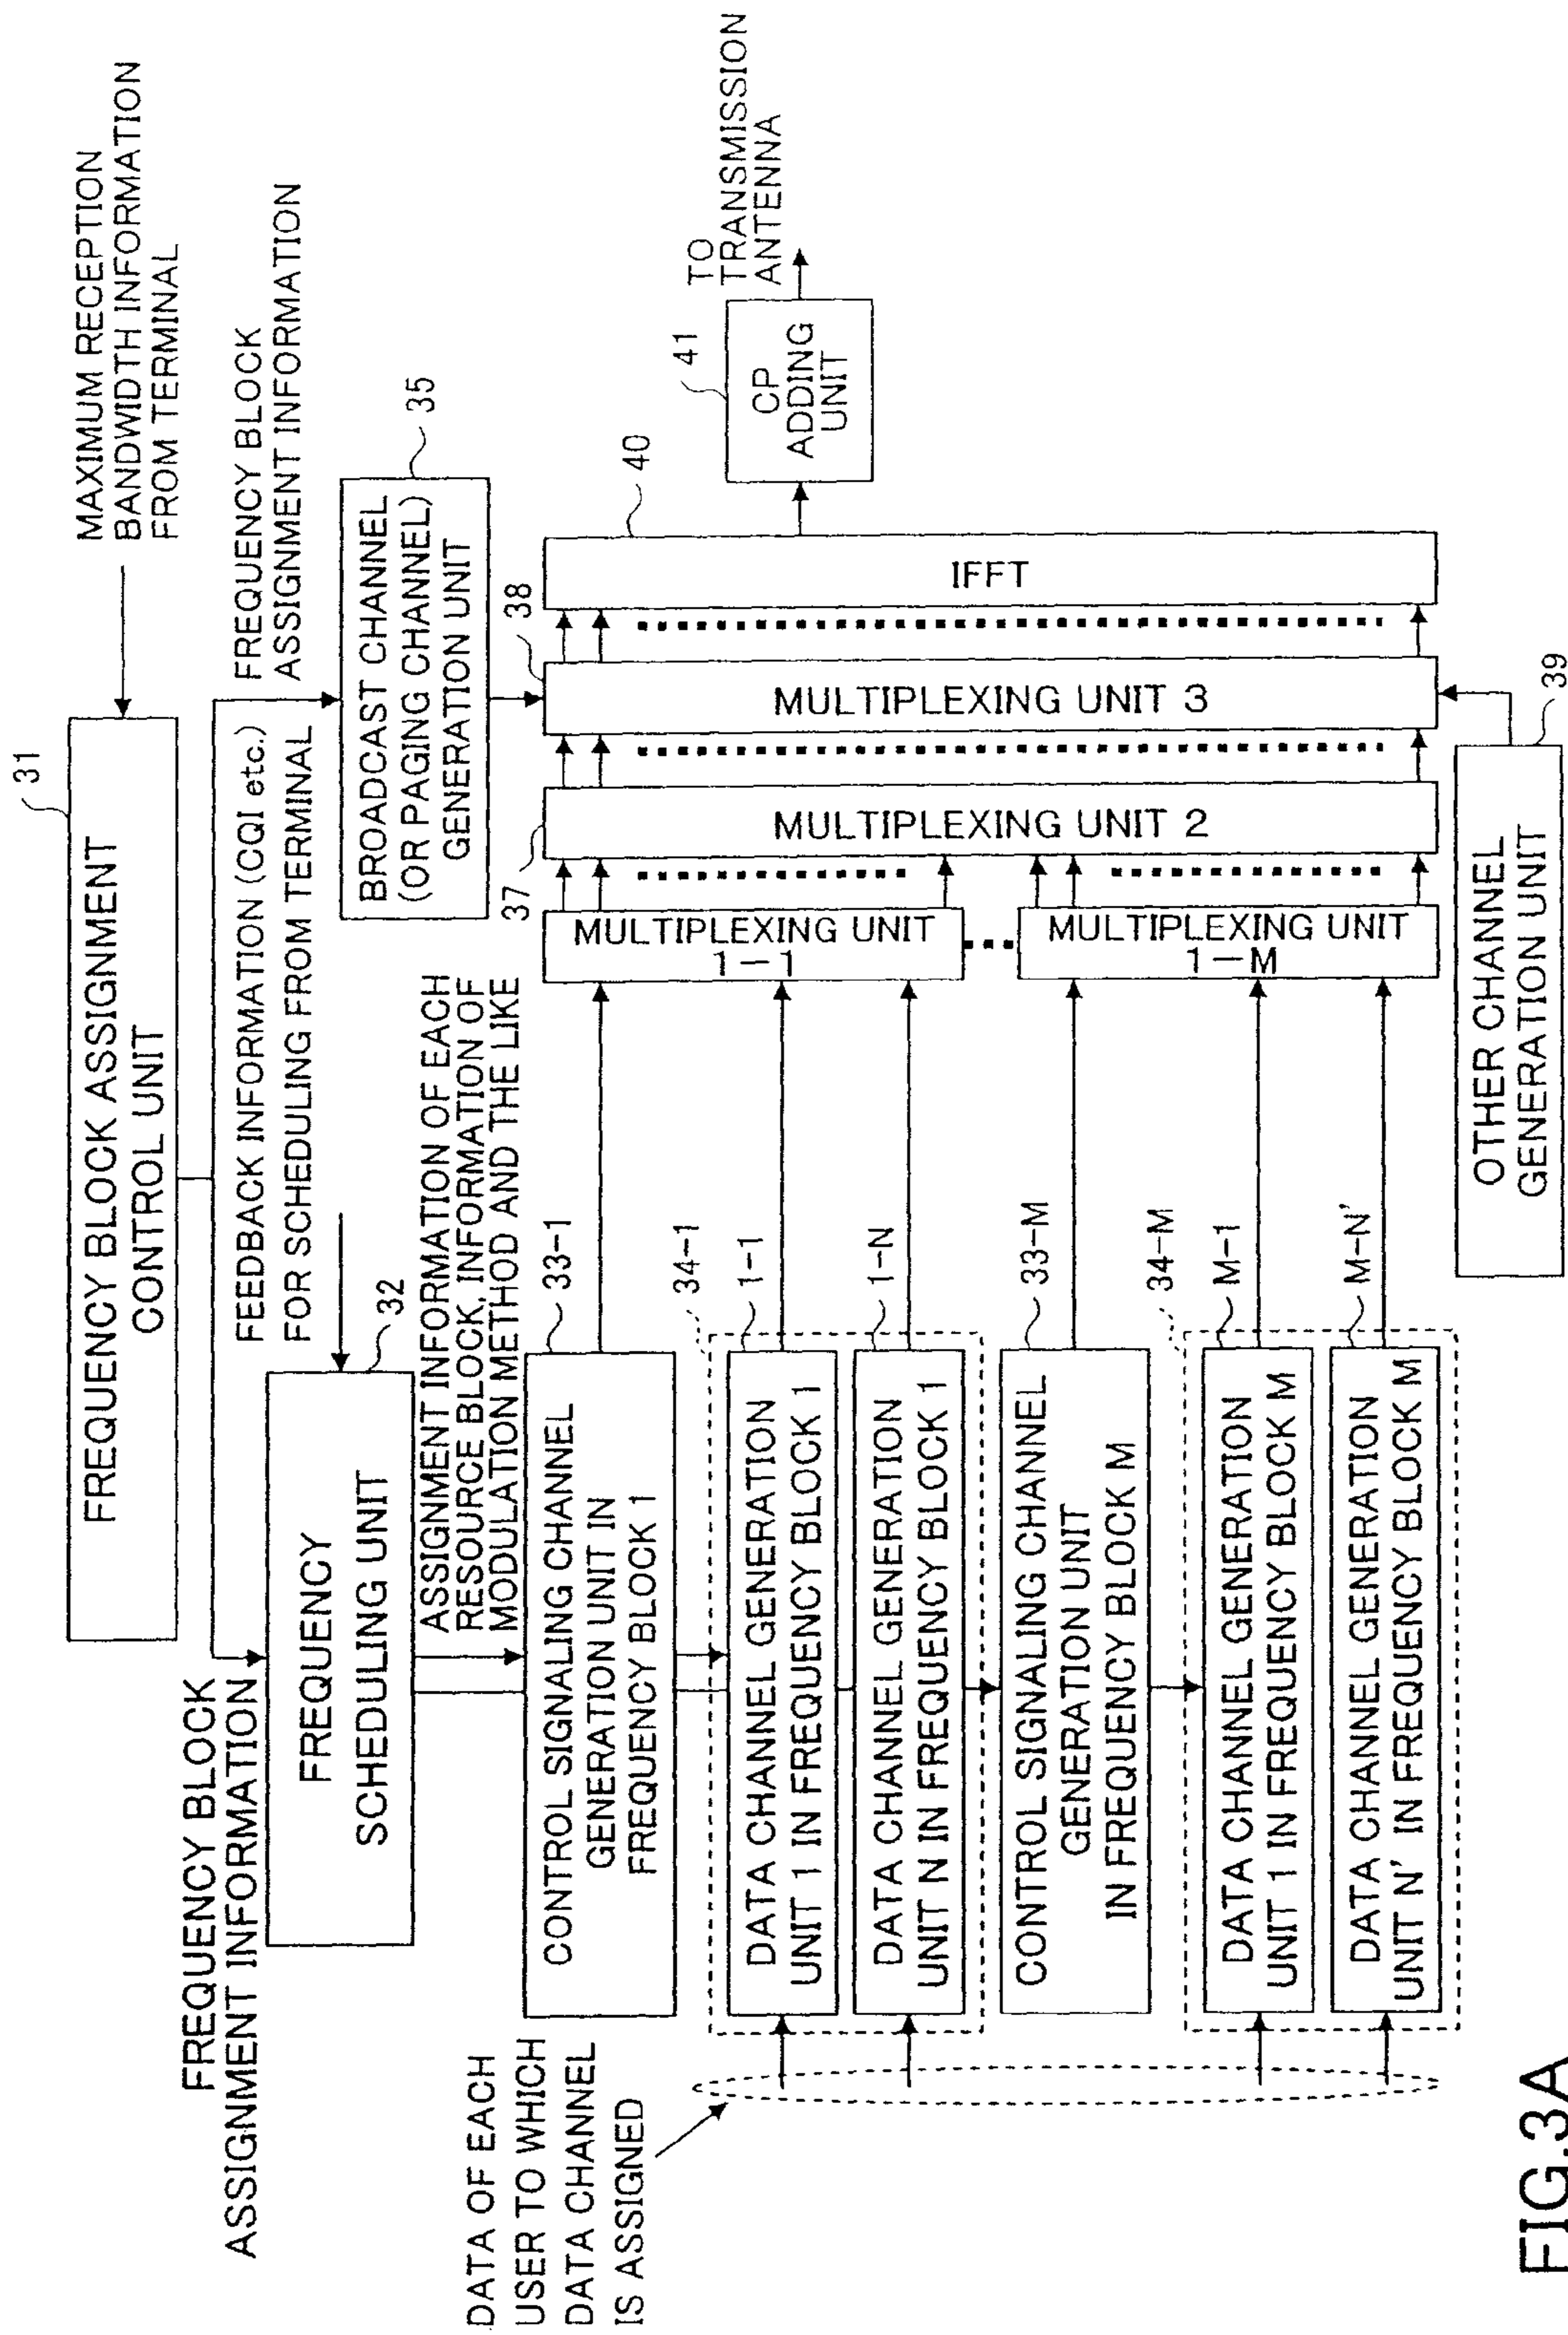 MAXIMUM RECEPTION
BANDWIDTH INFORMATION
FROM TERMINAL
31
FREQUENCY BLOCK ASSIGNMENT
CONTROL UNIT
FREQUENCY BLOCK
ASSIGNMENT INFORMATION
FREQUENCY BLOCK
ASSIGNMENT INFORMATION
FEEDBACK INFORMATION (CQI etc.)
FOR SCHEDULING FROM TERMINAL
32
FREQUENCY
SCHEDULING UNIT
35
BROADCAST CHANNEL
(OR PAGING CHANNEL)
GENERATION UNIT
ASSIGNMENT INFORMATION OF EACH
RESOURCE BLOCK, INFORMATION OF
MODULATION METHOD AND THE LIKE
DATA OF EACH
USER TO WHICH
DATA CHANNEL
IS ASSIGNED
33-1
CONTROL SIGNALING CHANNEL
GENERATION UNIT IN
FREQUENCY BLOCK 1
34-1
1-1
DATA CHANNEL GENERATION
UNIT 1 IN FREQUENCY BLOCK 1
1-N
DATA CHANNEL GENERATION
UNIT N IN FREQUENCY BLOCK 1
33-M
CONTROL SIGNALING CHANNEL
GENERATION UNIT
IN FREQUENCY BLOCK M
34-M
M-1
DATA CHANNEL GENERATION
UNIT 1 IN FREQUENCY BLOCK M
M-N'
DATA CHANNEL GENERATION
UNIT N' IN FREQUENCY BLOCK M
MULTIPLEXING UNIT
1-1
MULTIPLEXING UNIT
1-M
37
MULTIPLEXING UNIT 2
38
MULTIPLEXING UNIT 3
40
IFFT
41
CP
ADDING
UNIT
TO
TRANSMISSION
ANTENNA
39
OTHER CHANNEL
GENERATION UNIT
FIG.3A